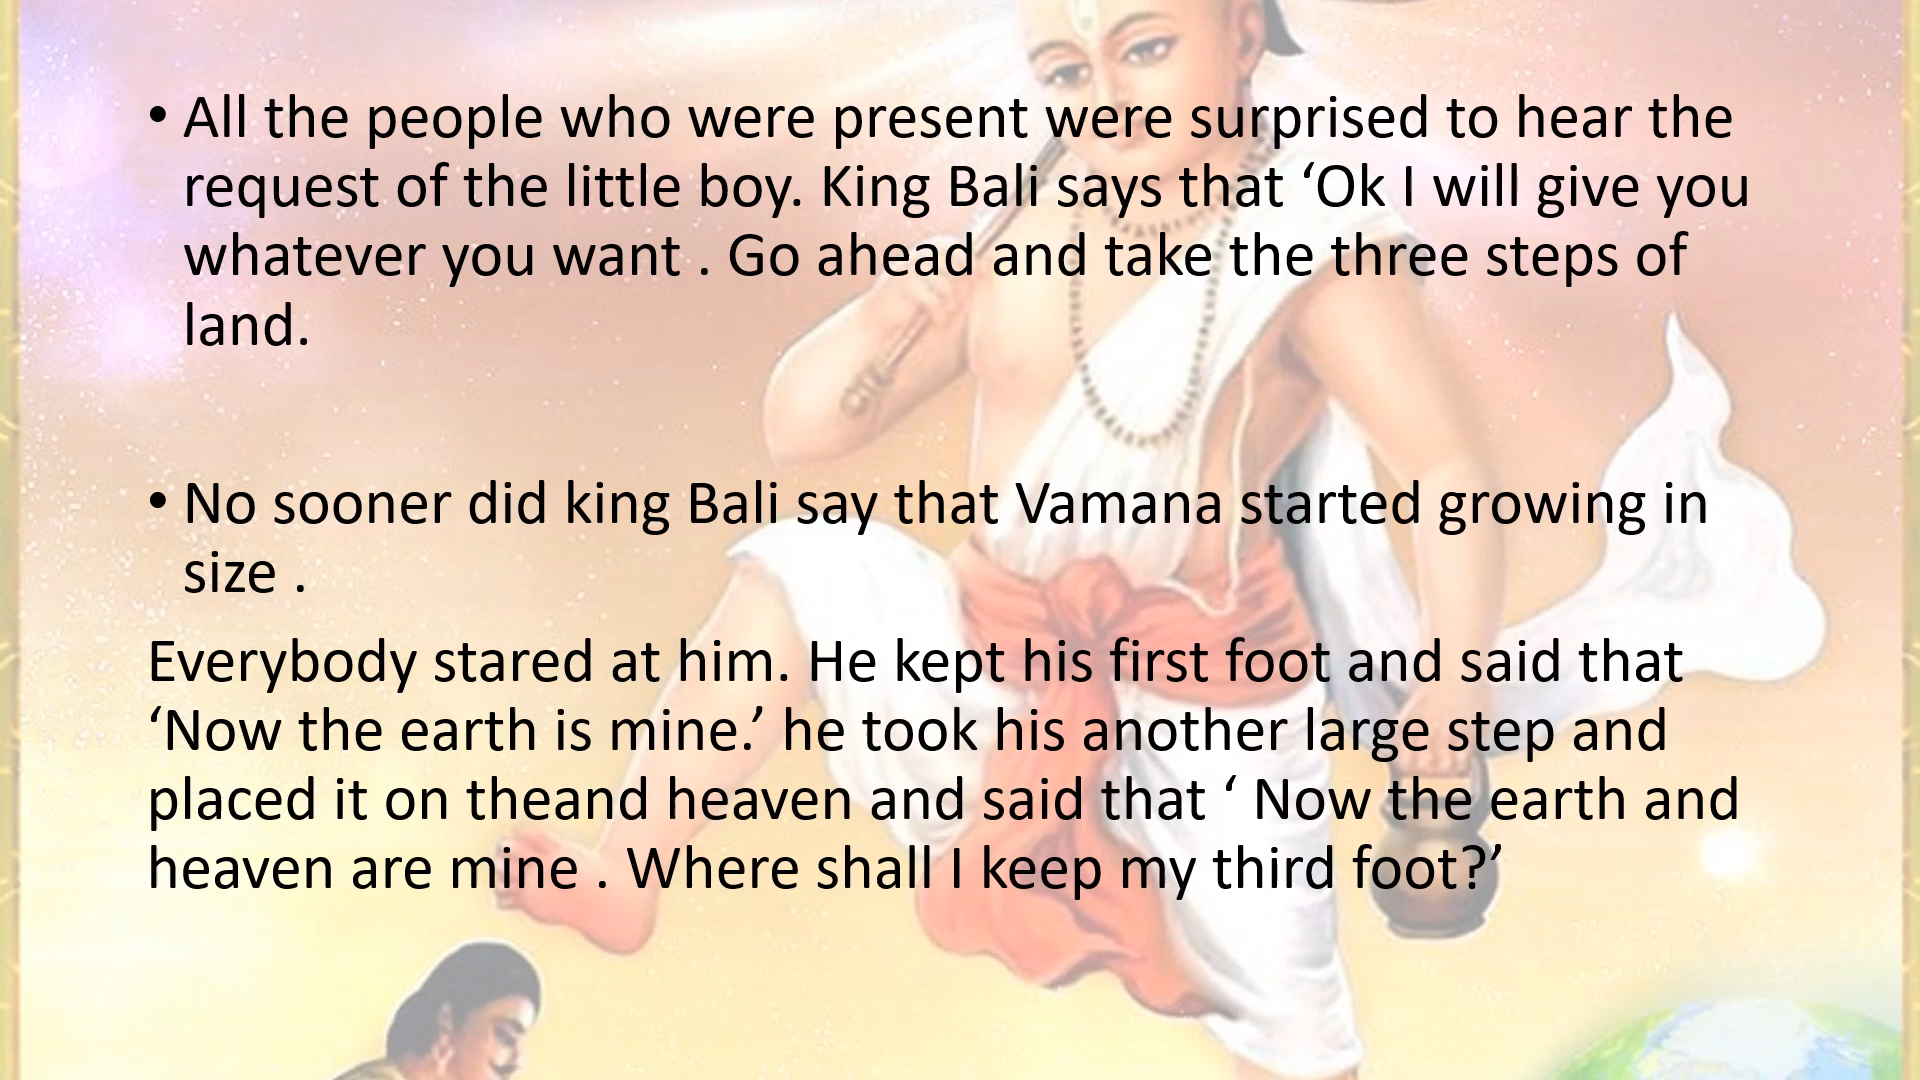 • All the people who were present were surprised to hear the
request of the little boy. King Bali says that ‘Ok I will give you
whatever you want . Go ahead and take the three steps of
land.
• No sooner did king Bali say that Vamana started growing in
size .
Everybody stared at him. He kept his first foot and said that
‘Now the earth is mine.’ he took his another large step and
placed it on theand heaven and said that ‘ Now the earth and
heaven are mine . Where shall I keep my third foot?’